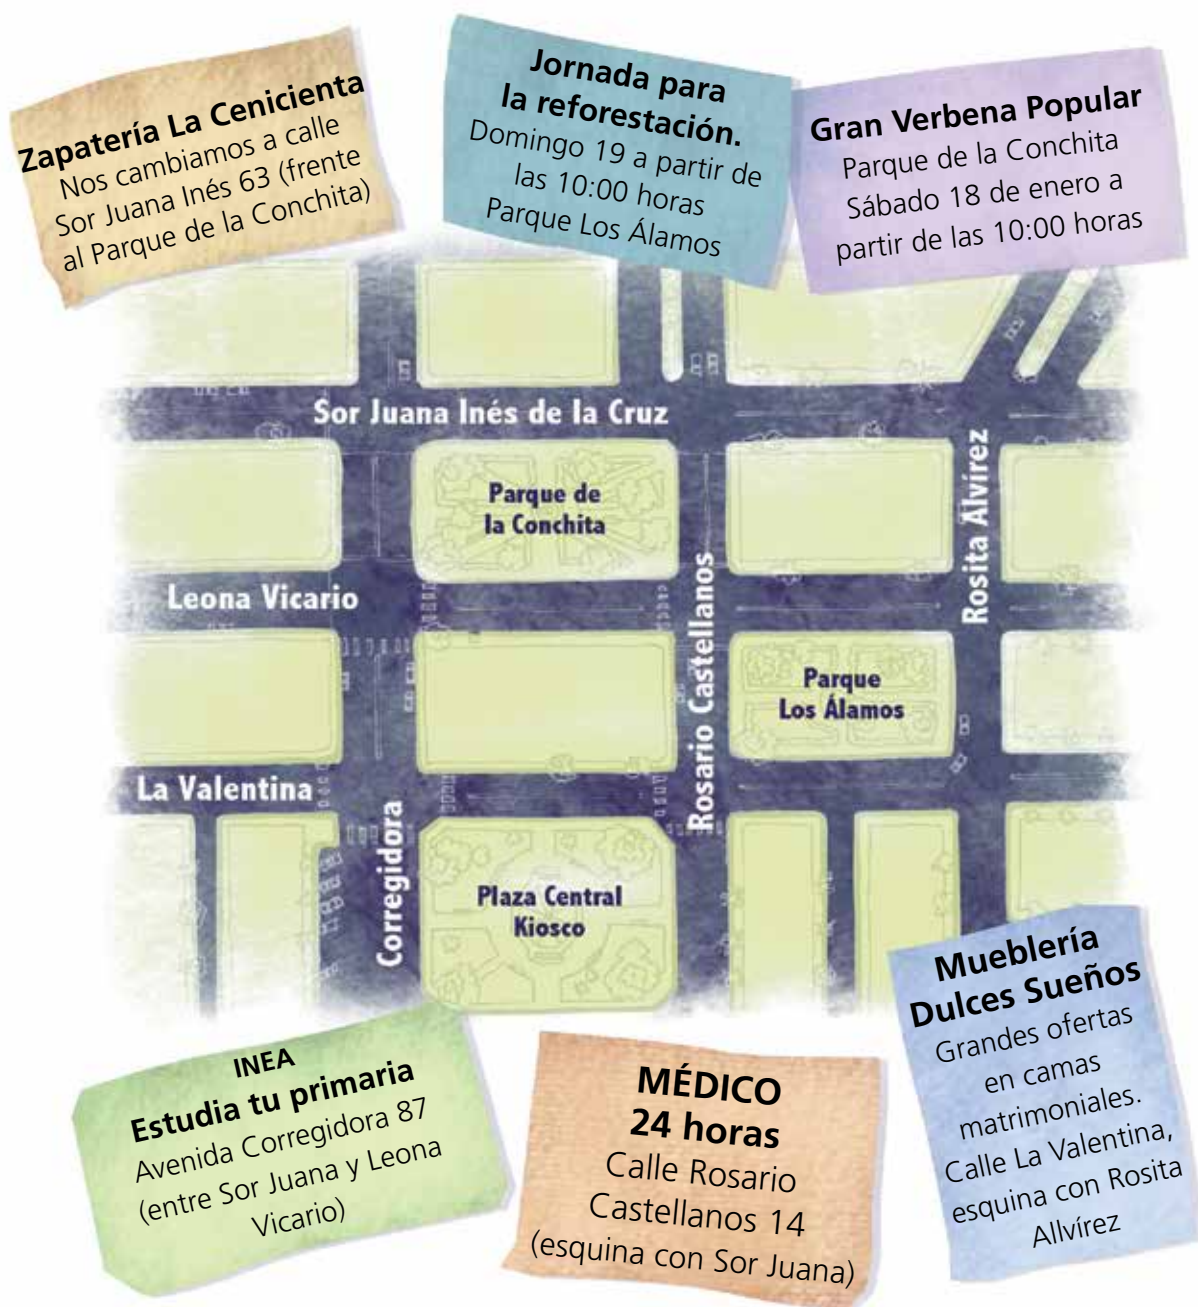 Zapatería La Cenicienta
Nos cambiamos a calle
Sor Juana Inés 63 (frente
al Parque de la Conchita)
Jornada para
la reforestación.
Domingo 19 a partir de
las 10:00 horas
Parque Los Álamos
Gran Verbena Popular
Parque de la Conchita
Sábado 18 de enero a
partir de las 10:00 horas
Sor Juana Inés de la Cruz
Parque de
la Conchita
Rosita Alvírez
Leona Vicario
Rosario Castellanos
Parque
Los Álamos
La Valentina
Corregidora
Plaza Central
Kiosco
INEA
Estudia tu primaria
Avenida Corregidora 87
(entre Sor Juana y Leona
Vicario)
MÉDICO
24 horas
Calle Rosario
Castellanos 14
(esquina con Sor Juana)
Mueblería
Dulces Sueños
Grandes ofertas
en camas
matrimoniales.
Calle La Valentina,
esquina con Rosita
Allvírez